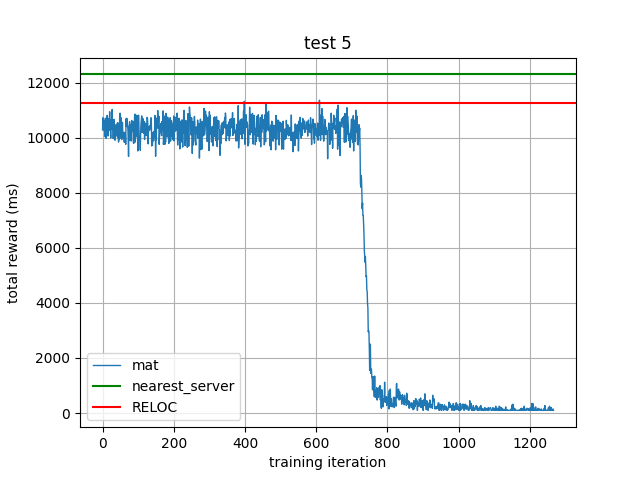 test 5
total reward (ms)
12000
10000
8000
6000
4000
2000
0
mat
nearest_server
RELOC
0 200 400 600 800 1000 1200
training iteration